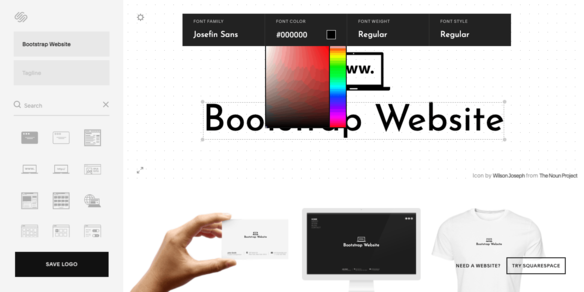 Bootstrap Website
Tagline
Search
SAVE LOGO
FONT FAMILY
Josefin Sans
FONT COLOR
#000000
FONT WEIGHT
Regular
FONT STYLE
Regular
ww.
Bootstrap Website
Icon by Wilson Joseph from The Noun Project
Bootstrap Website
Bootstrap Website
Bootstrap Website
NEED A WEBSITE?
TRY SQUARESPACE